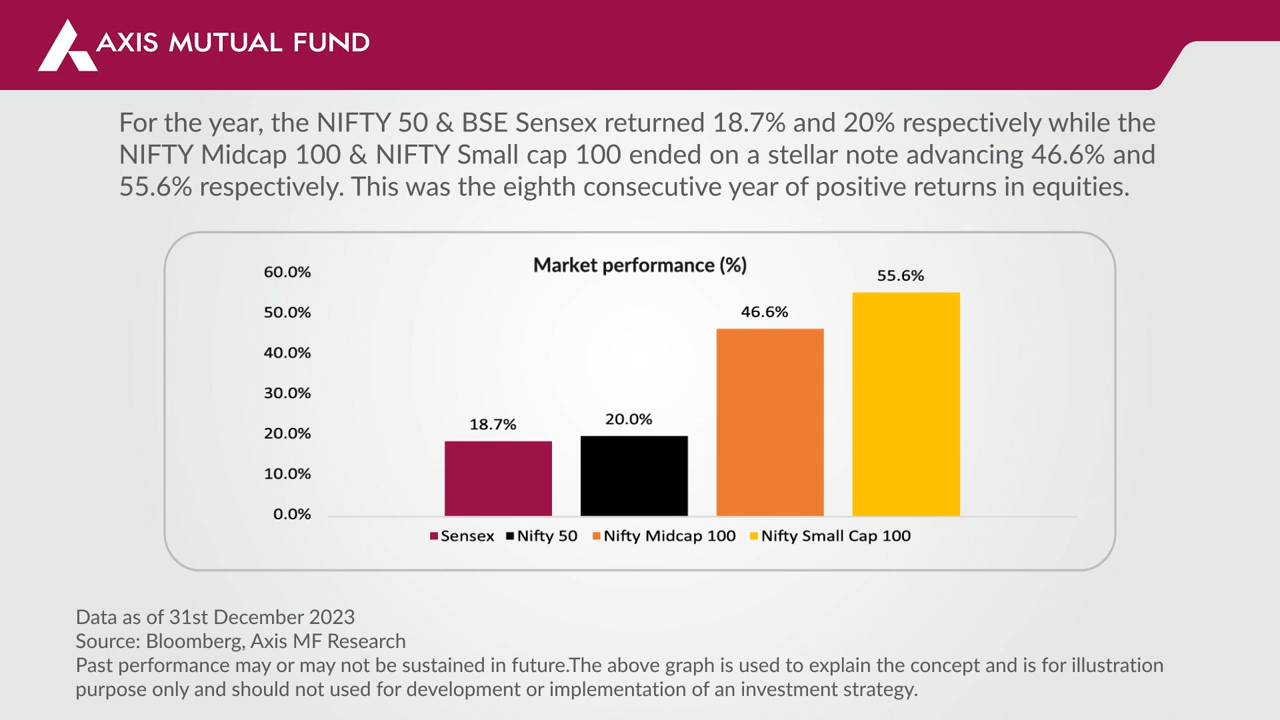 AXIS MUTUAL FUND
For the year, the NIFTY 50 & BSE Sensex returned 18.7% and 20% respectively while the
NIFTY Midcap 100 & NIFTY Small cap 100 ended on a stellar note advancing 46.6% and
55.6% respectively. This was the eighth consecutive year of positive returns in equities.
Market performance (%)
60.0%
50.0%
40.0%
30.0%
20.0%
10.0%
0.0%
18.7%
20.0%
46.6%
55.6%
Sensex Nifty 50 Nifty Midcap 100 Nifty Small Cap 100
Data as of 31st December 2023
Source: Bloomberg, Axis MF Research
Past performance may or may not be sustained in future.The above graph is used to explain the concept and is for illustration
purpose only and should not used for development or implementation of an investment strategy.